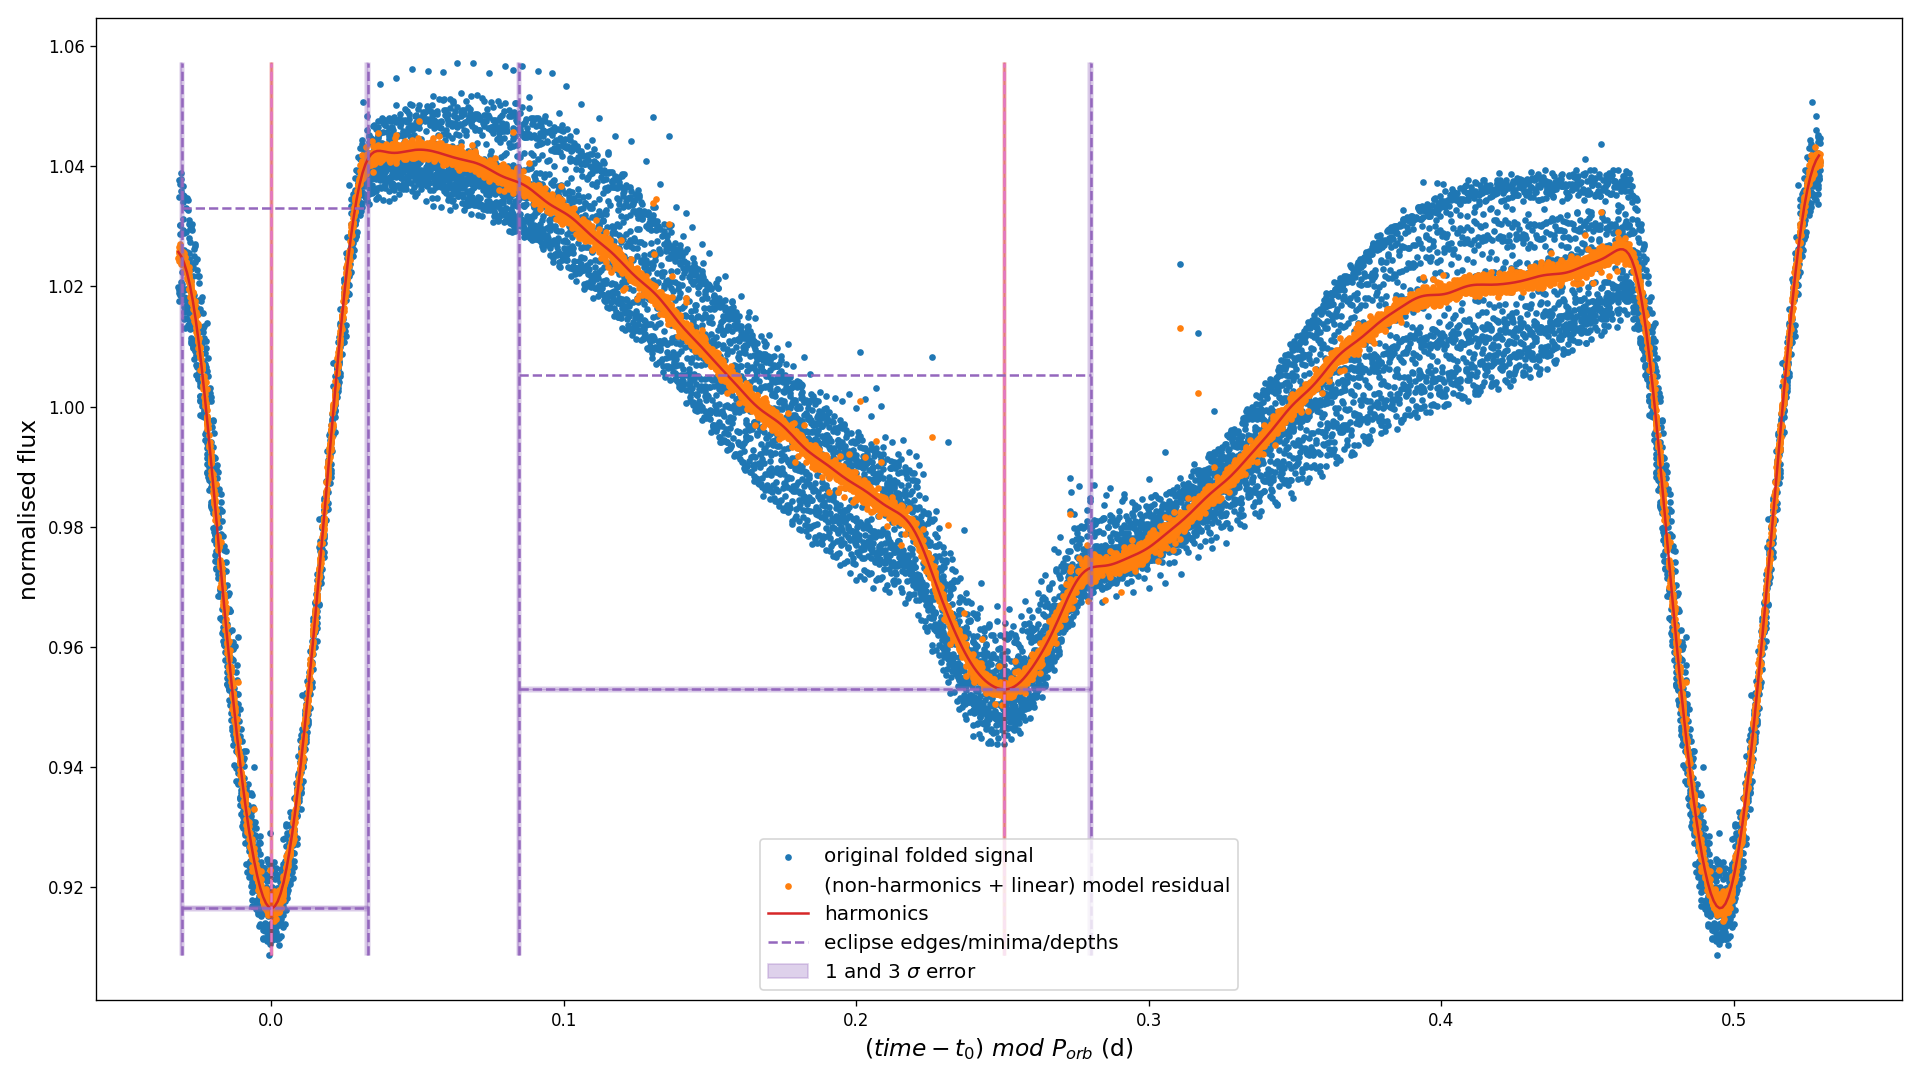 1.06
1.04
1.02
1.00
0.98
0.96
0.94
0.92
normalised flux
original folded signal
(non-harmonics + linear) model residual
harmonics
eclipse edges/minima/depths
1 and 3 σ error
0.0 0.1 0.2 0.3 0.4 0.5
(time − t₀) mod P_orb (d)